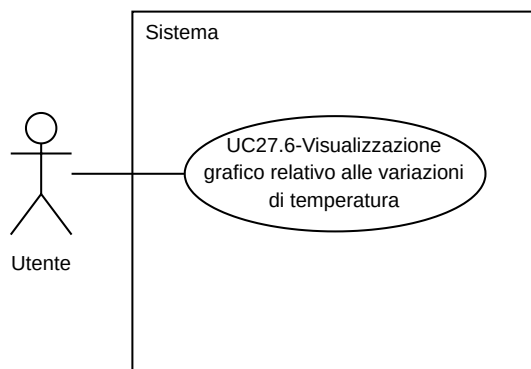 Sistema
UC27.6-Visualizzazione
grafico relativo alle variazioni
di temperatura
Utente